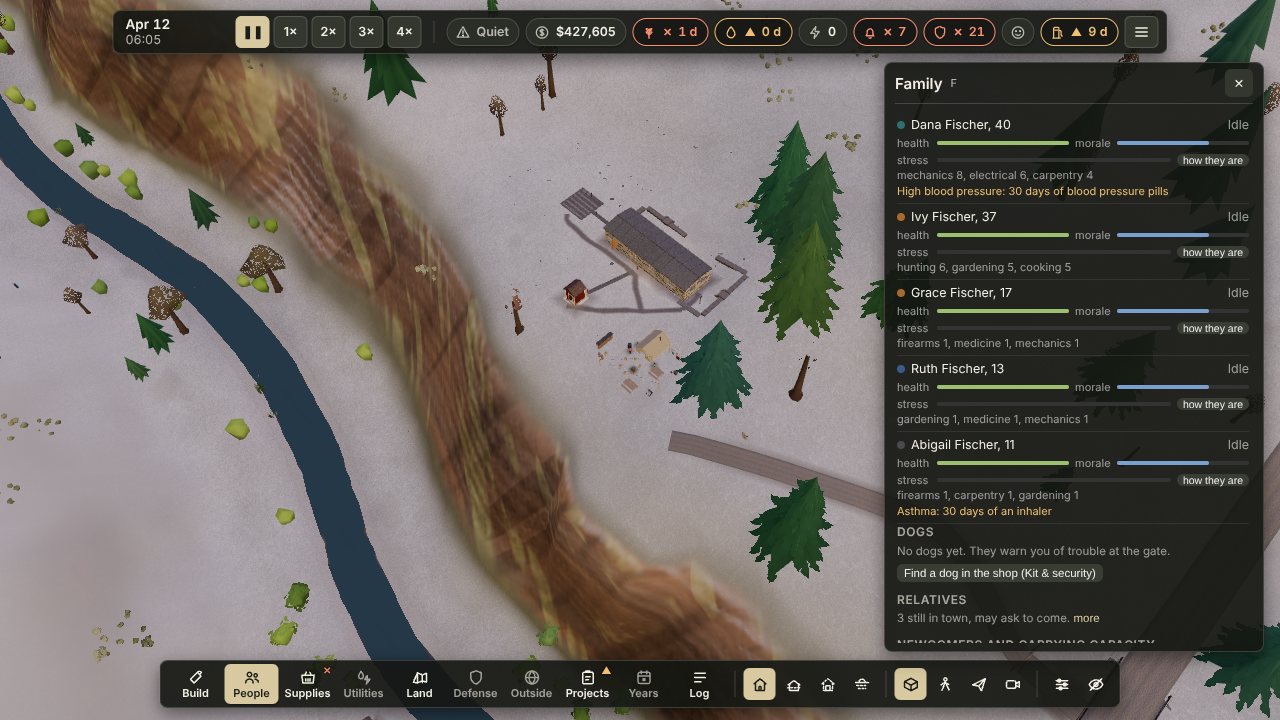 Apr 12
06:05
1×
2×
3×
4×
Quiet
$427,605
× 1 d
0 d
0
× 7
× 21
9 d
Family F
Dana Fischer, 40 Idle
health morale
stress how they are
mechanics 8, electrical 6, carpentry 4
High blood pressure: 30 days of blood pressure pills
Ivy Fischer, 37 Idle
health morale
stress how they are
hunting 6, gardening 5, cooking 5
Grace Fischer, 17 Idle
health morale
stress how they are
firearms 1, medicine 1, mechanics 1
Ruth Fischer, 13 Idle
health morale
stress how they are
gardening 1, medicine 1, mechanics 1
Abigail Fischer, 11 Idle
health morale
stress how they are
firearms 1, carpentry 1, gardening 1
Asthma: 30 days of an inhaler
DOGS
No dogs yet. They warn you of trouble at the gate.
Find a dog in the shop (Kit & security)
RELATIVES
3 still in town, may ask to come. more
NEWCOMERS AND CARRYING CAPACITY
Build
People
Supplies
Utilities
Land
Defense
Outside
Projects
Years
Log